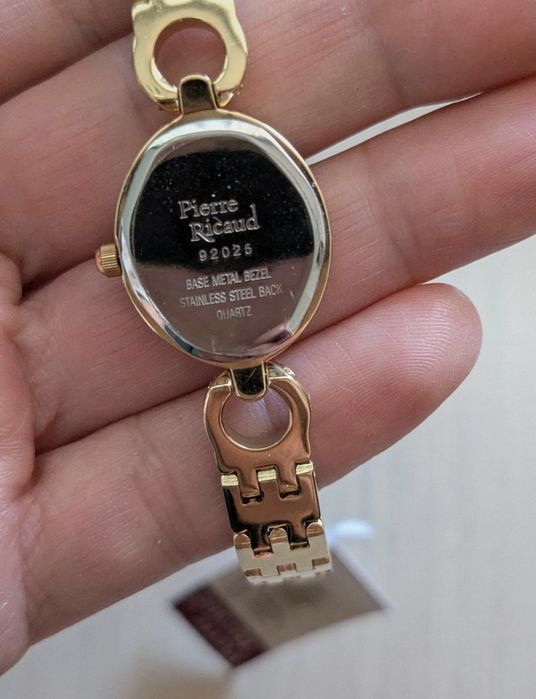 Pierre
Ricaud
92025
BASE METAL BEZEL
STAINLESS STEEL BACK
QUARTZ